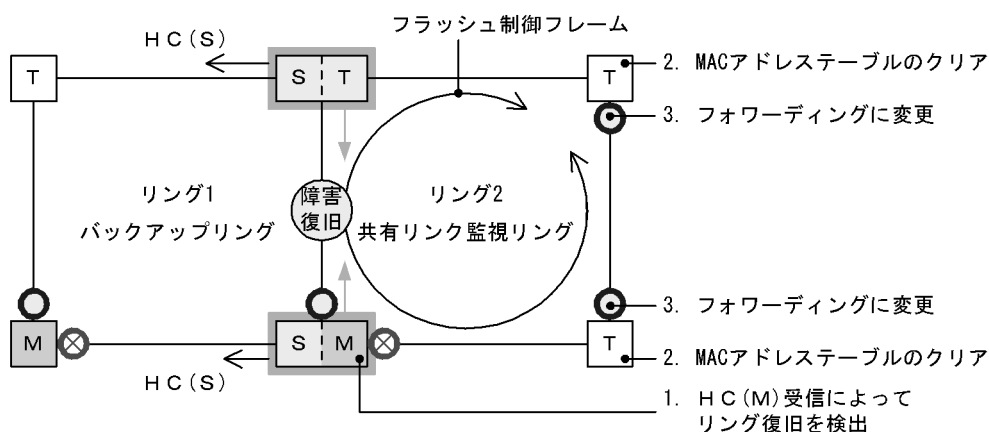 フラッシュ制御フレーム
ＨＣ(Ｓ)
Ｔ
Ｓ Ｔ
Ｔ
2. MACアドレステーブルのクリア
3. フォワーディングに変更
リング1
バックアップリング
障害
復旧
リング2
共有リンク監視リング
3. フォワーディングに変更
Ｍ
Ｓ Ｍ
Ｔ
2. MACアドレステーブルのクリア
ＨＣ(Ｓ)
1. ＨＣ(Ｍ)受信によって
リング復旧を検出